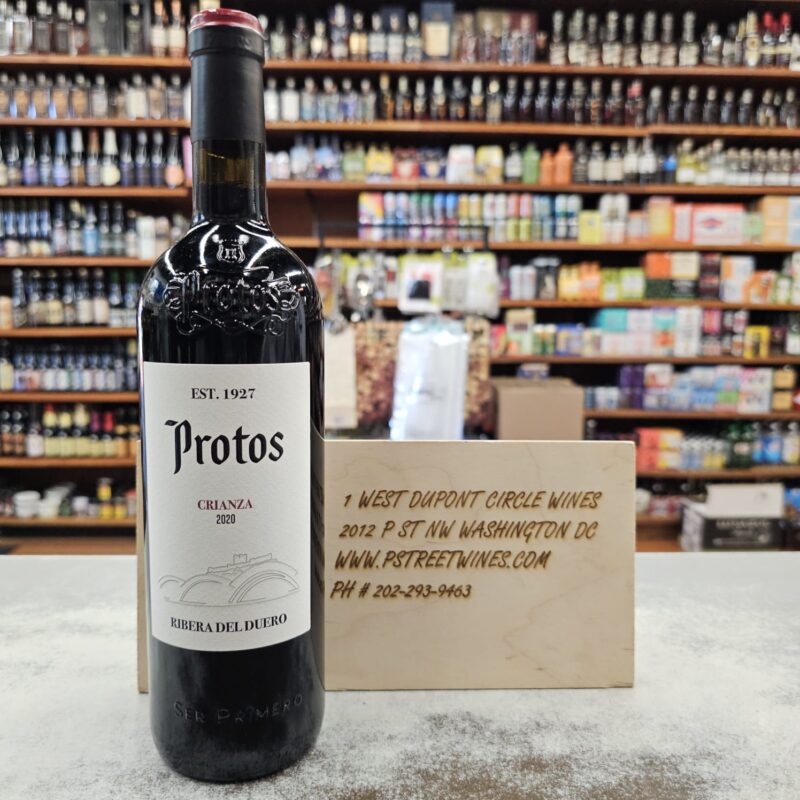 Protos
EST. 1927
Protos
CRIANZA
2020
RIBERA DEL DUERO
SER PRIMERO
1 WEST DUPONT CIRCLE WINES
2012 P ST NW WASHINGTON DC
WWW.PSTREETWINES.COM
PH # 202-293-9463